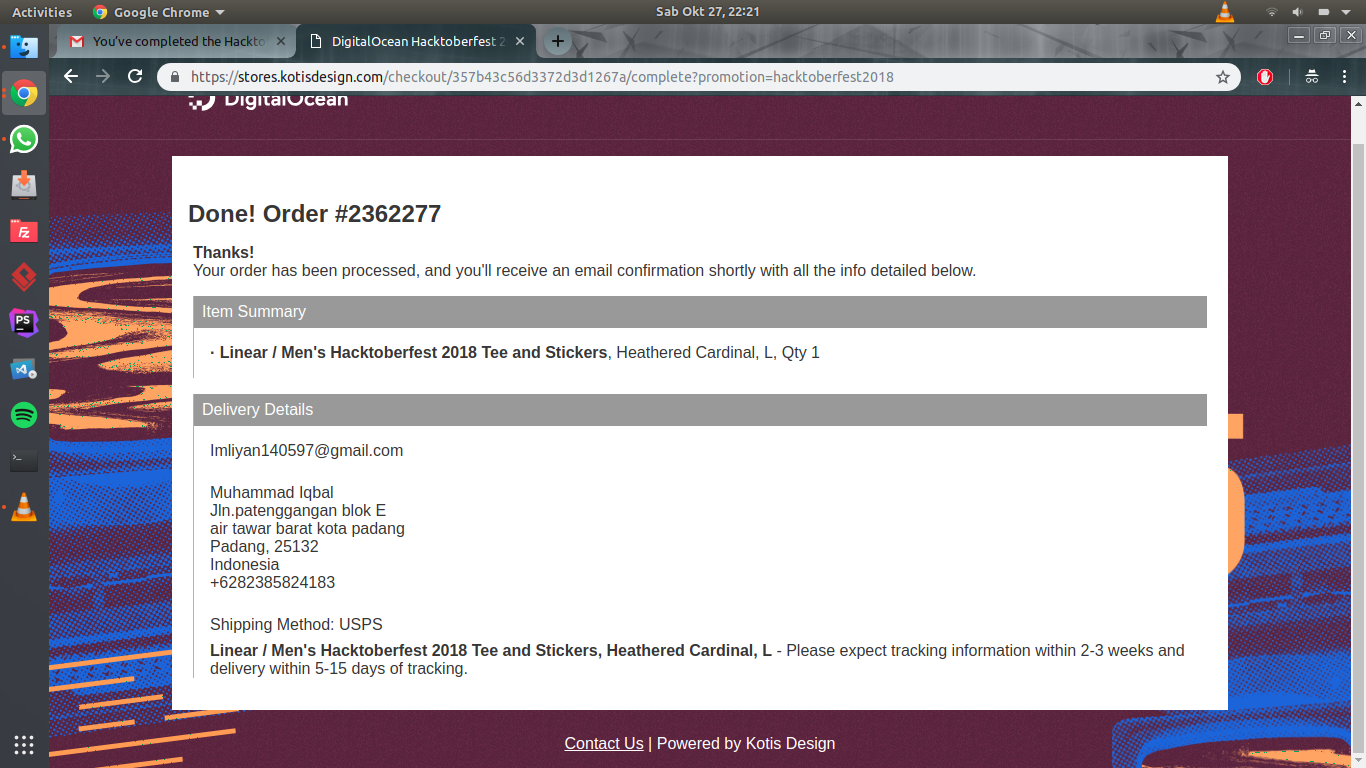 Activities Google Chrome Sab Okt 27, 22:21
You've completed the Hackto DigitalOcean Hacktoberfest 2
https://stores.kotisdesign.com/checkout/357b43c56d3372d3d1267a/complete?promotion=hacktoberfest2018
DigitalOcean
Done! Order #2362277
Thanks!
Your order has been processed, and you'll receive an email confirmation shortly with all the info detailed below.
Item Summary
· Linear / Men's Hacktoberfest 2018 Tee and Stickers, Heathered Cardinal, L, Qty 1
Delivery Details
Imliyan140597@gmail.com
Muhammad Iqbal
Jln.patenggangan blok E
air tawar barat kota padang
Padang, 25132
Indonesia
+6282385824183
Shipping Method: USPS
Linear / Men's Hacktoberfest 2018 Tee and Stickers, Heathered Cardinal, L - Please expect tracking information within 2-3 weeks and
delivery within 5-15 days of tracking.
Contact Us | Powered by Kotis Design
Fz
PS